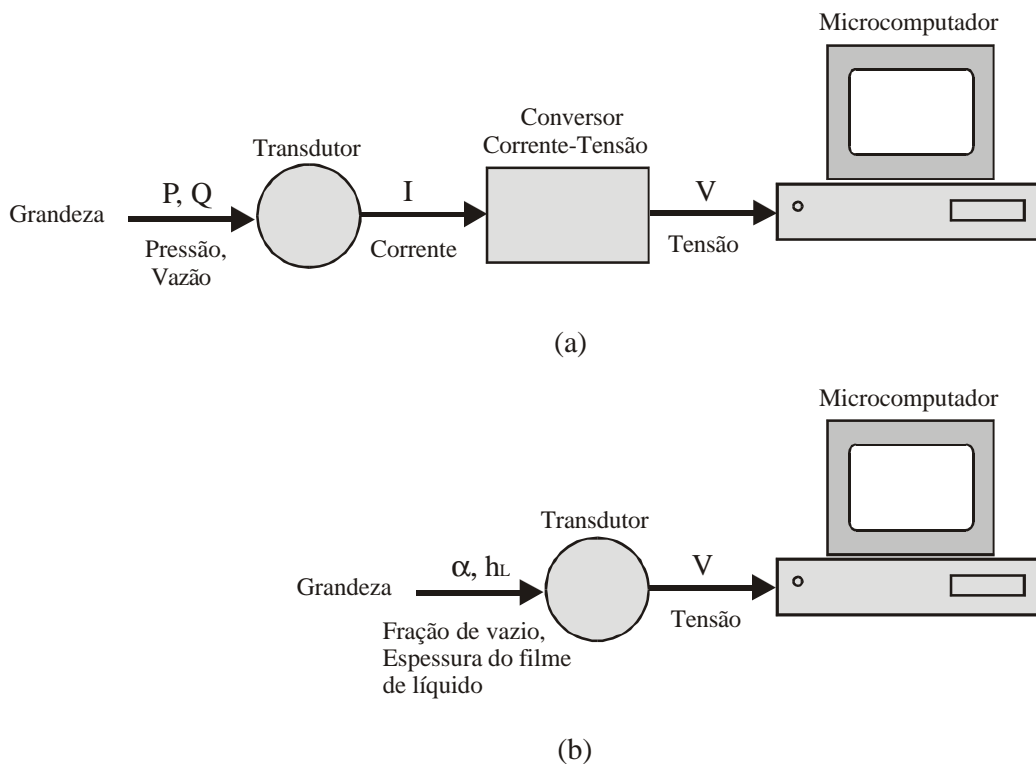 Microcomputador
Conversor
Corrente-Tensão
Transdutor
Grandeza
P, Q
I
V
Pressão,
Vazão
Corrente
Tensão
(a)
Microcomputador
Transdutor
Grandeza
α, hL
V
Fração de vazio,
Espessura do filme
de líquido
Tensão
(b)